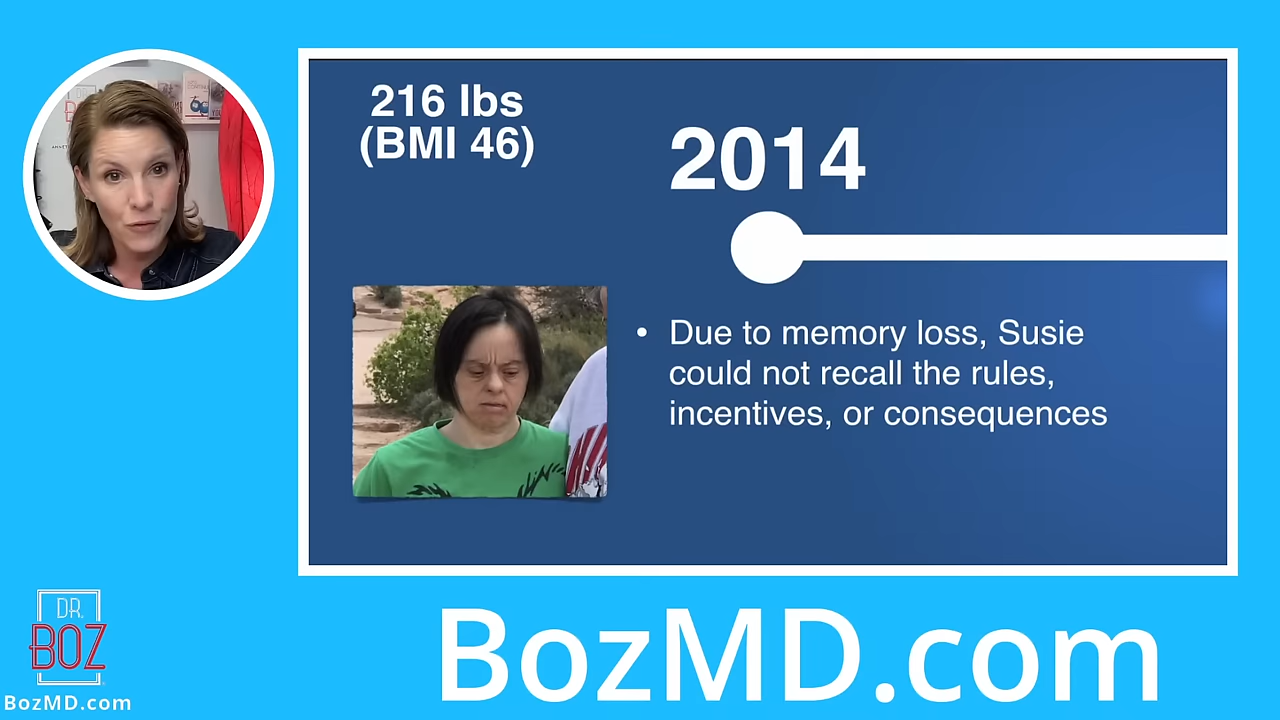 216 lbs
(BMI 46)
2014
• Due to memory loss, Susie
could not recall the rules,
incentives, or consequences
DR.
BOZ
BozMD.com
BozMD.com